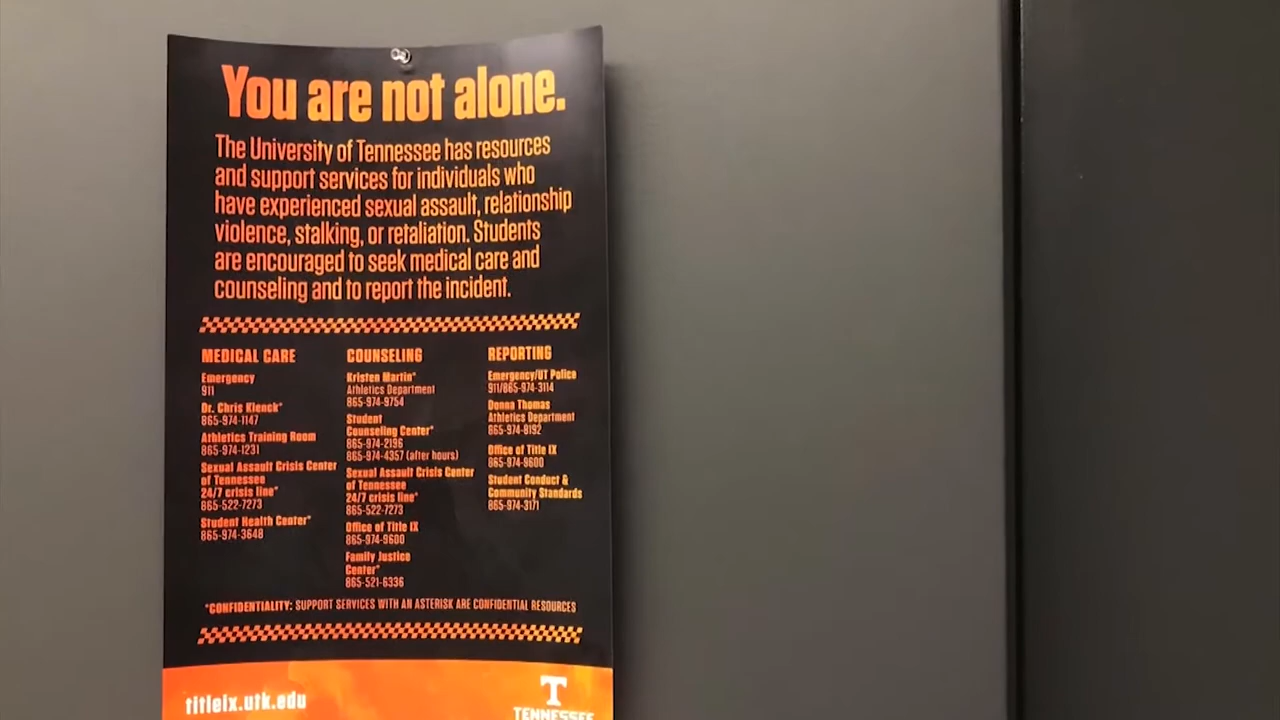 You are not alone.
The University of Tennessee has resources
and support services for individuals who
have experienced sexual assault, relationship
violence, stalking, or retaliation. Students
are encouraged to seek medical care and
counseling and to report the incident.
MEDICAL CARE
Emergency
911
Dr. Chris Klenck*
865-974-1147
Athletics Training Room
865-974-1231
Sexual Assault Crisis Center
of Tennessee
24/7 crisis line*
865-522-7273
Student Health Center*
865-974-3648
COUNSELING
Kristen Martin*
Athletics Department
865-974-9754
Student
Counseling Center*
865-974-2196
865-974-4357 (after hours)
Sexual Assault Crisis Center
of Tennessee
24/7 crisis line*
865-522-7273
Office of Title IX
865-974-9600
Family Justice
Center*
865-521-6336
REPORTING
Emergency/UT Police
911/865-974-3114
Donna Thomas
Athletics Department
865-974-8192
Office of Title IX
865-974-9600
Student Conduct &
Community Standards
865-974-3171
*CONFIDENTIALITY: SUPPORT SERVICES WITH AN ASTERISK ARE CONFIDENTIAL RESOURCES
titleix.utk.edu
T
TENNESSEE